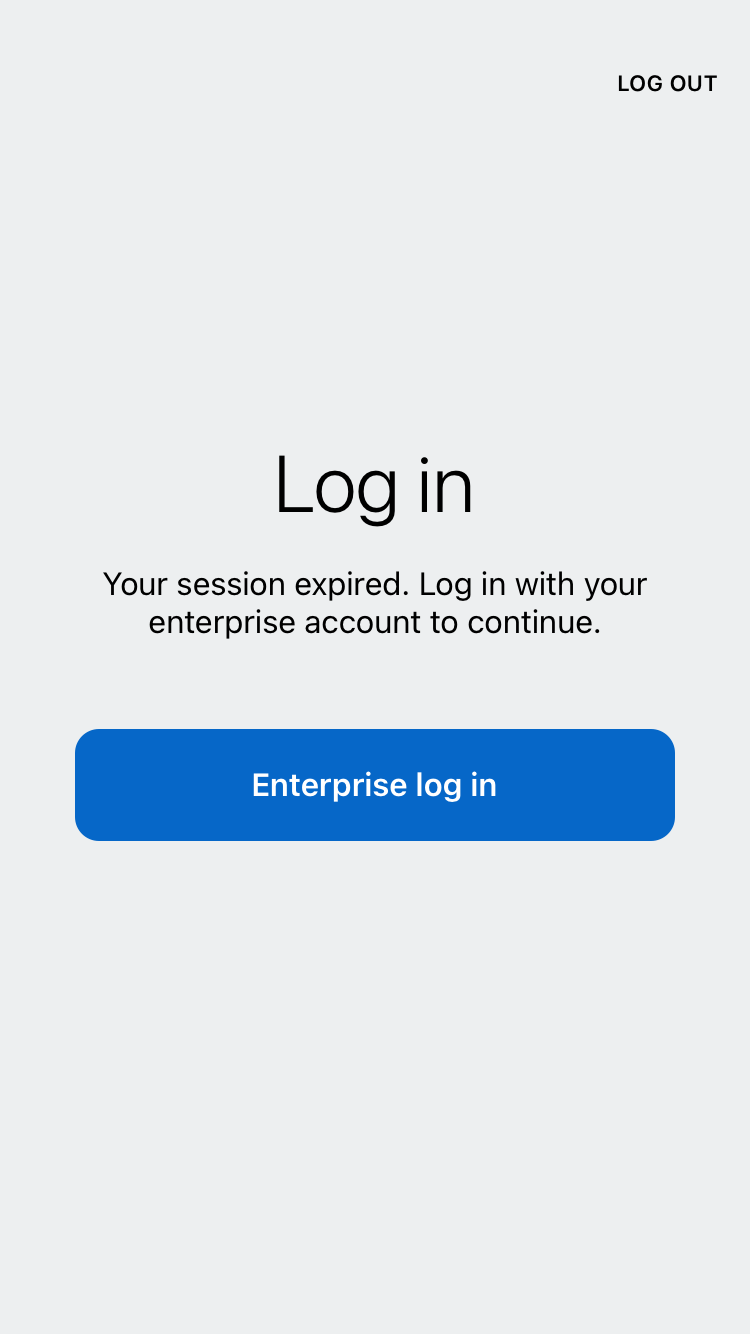 LOG OUT
Log in
Your session expired. Log in with your
enterprise account to continue.
Enterprise log in